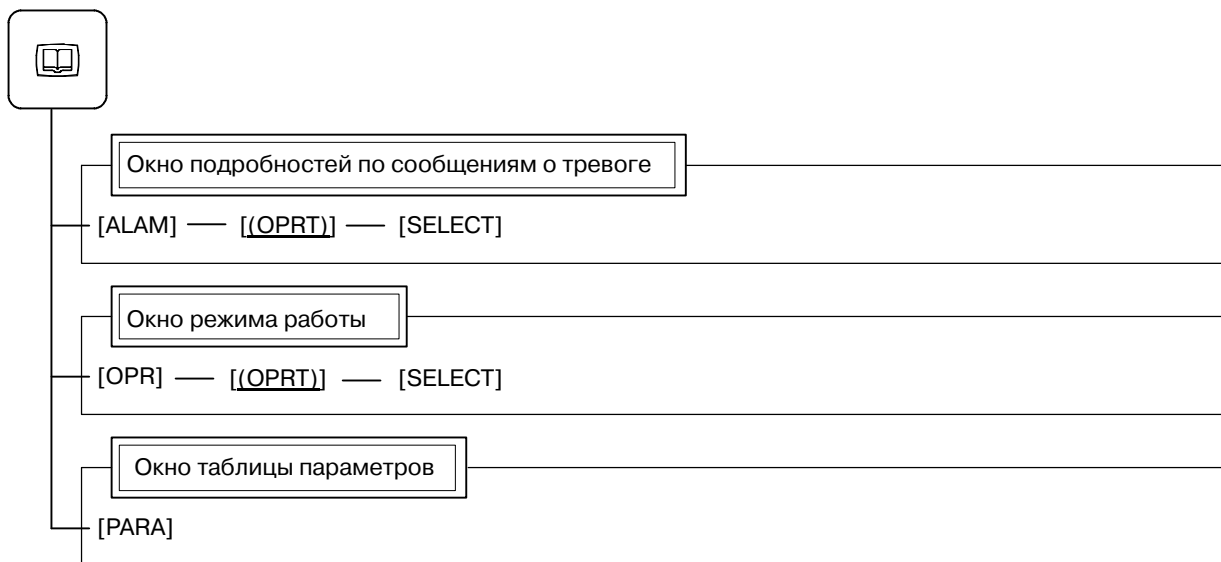 Окно подробностей по сообщениям о тревоге
[ALAM] [(OPRT)] [SELECT]
Окно режима работы
[OPR] [(OPRT)] [SELECT]
Окно таблицы параметров
[PARA]